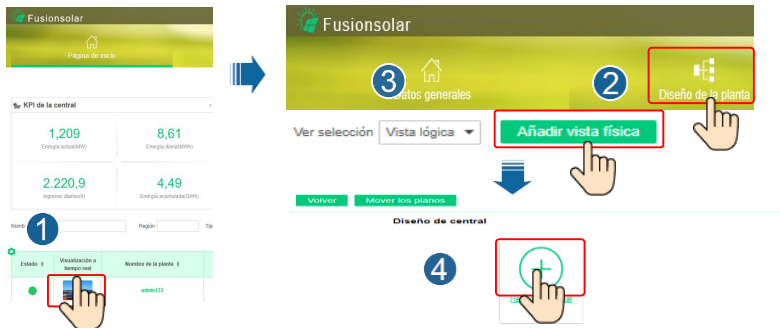 Fusionsolar
Página de inicio
KPI de la central
1,209
Energía actual(MW)
8,61
Energía diaria(MWh)
2.220,9
Ingresos diarios(¥)
4,49
Energía acumulada(GWh)
1
Nomb
Región
Estado
Visualización a tiempo real
Nombre de la planta
admin123
Fusionsolar
3
Datos generales
2
Diseño de la planta
Ver selección
Vista lógica
Añadir vista física
Volver
Mover los planos
Diseño de central
4